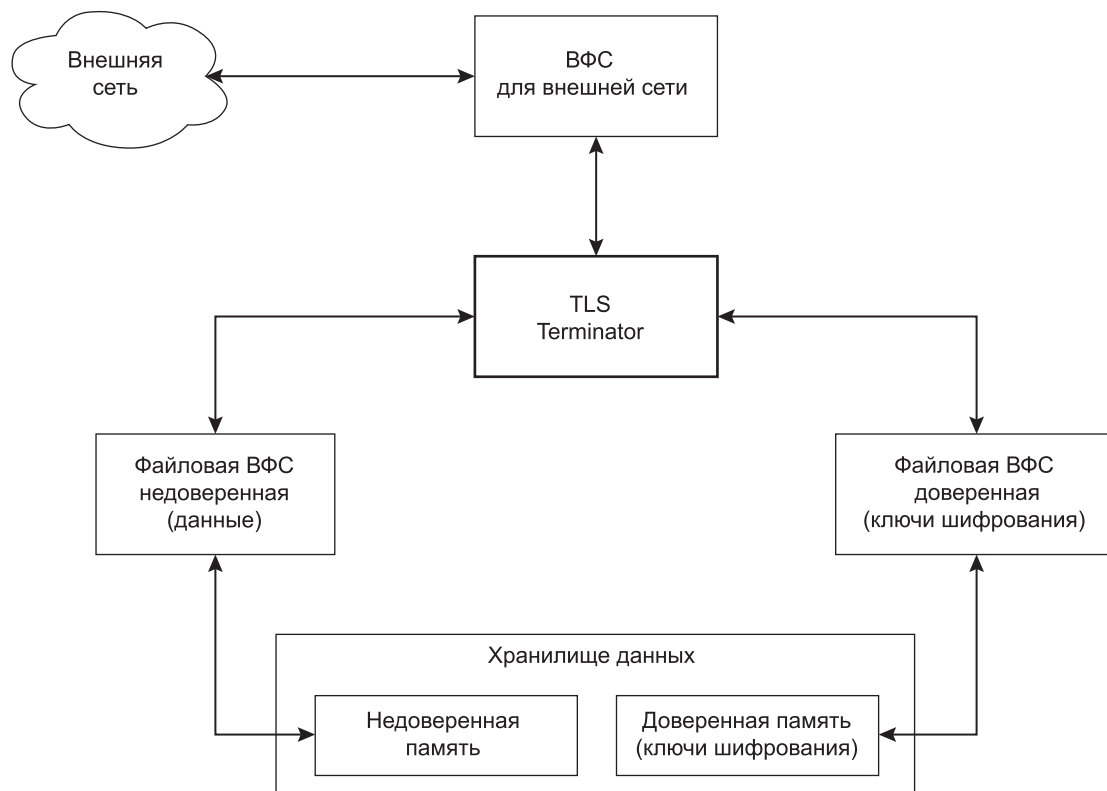 Внешняя
сеть
ВФС
для внешней сети
TLS
Terminator
Файловая ВФС
недоверенная
(данные)
Файловая ВФС
доверенная
(ключи шифрования)
Хранилище данных
Недоверенная
память
Доверенная память
(ключи шифрования)